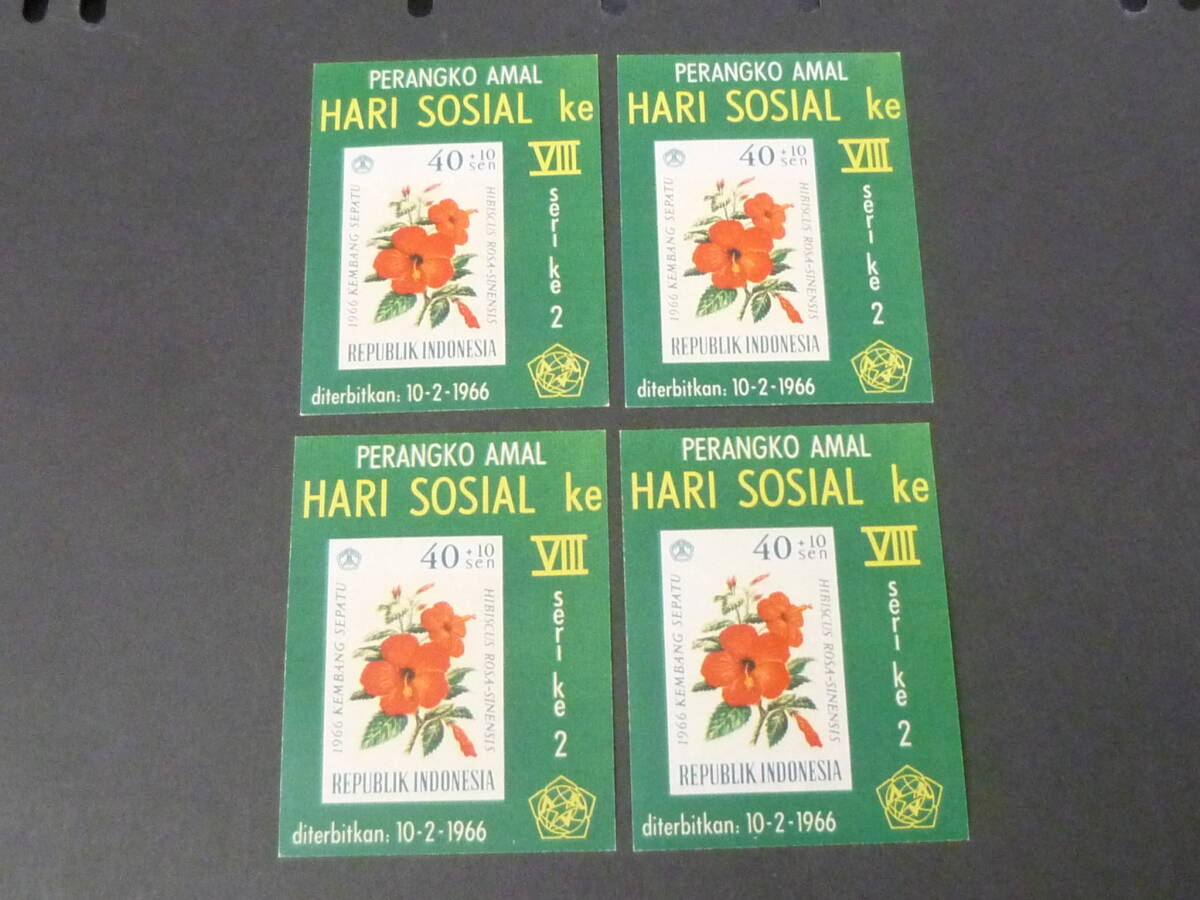 PERANGKO AMAL
HARI SOSIAL ke
VIII
seri ke 2
40 +10 sen
1966 KEMBANG SEPATU
HIBISCUS ROSA-SINENSIS
REPUBLIK INDONESIA
diterbitkan: 10-2-1966
PERANGKO AMAL
HARI SOSIAL ke
VIII
seri ke 2
40 +10 sen
1966 KEMBANG SEPATU
HIBISCUS ROSA-SINENSIS
REPUBLIK INDONESIA
diterbitkan: 10-2-1966
PERANGKO AMAL
HARI SOSIAL ke
VIII
seri ke 2
40 +10 sen
1966 KEMBANG SEPATU
HIBISCUS ROSA-SINENSIS
REPUBLIK INDONESIA
diterbitkan: 10-2-1966
PERANGKO AMAL
HARI SOSIAL ke
VIII
seri ke 2
40 +10 sen
1966 KEMBANG SEPATU
HIBISCUS ROSA-SINENSIS
REPUBLIK INDONESIA
diterbitkan: 10-2-1966